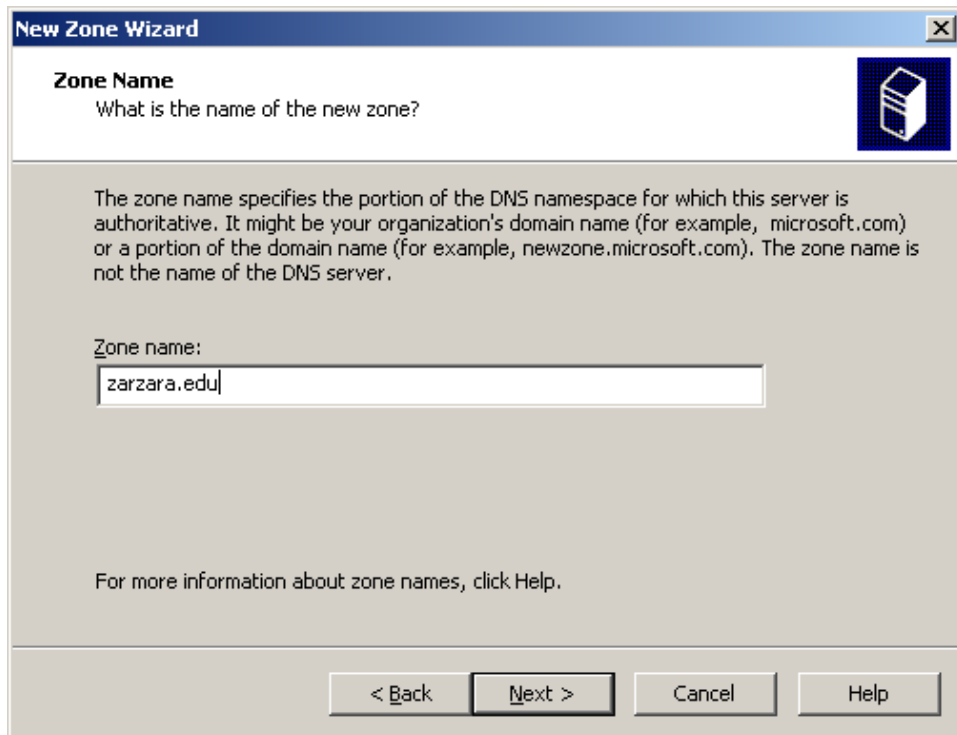 New Zone Wizard
Zone Name
What is the name of the new zone?
The zone name specifies the portion of the DNS namespace for which this server is
authoritative. It might be your organization's domain name (for example,  microsoft.com)
or a portion of the domain name (for example, newzone.microsoft.com). The zone name is
not the name of the DNS server.
Zone name:
zarzara.edu
For more information about zone names, click Help.
< Back
Next >
Cancel
Help